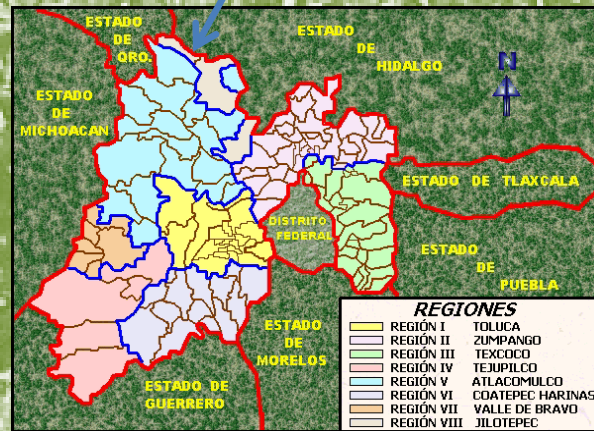 ESTADO
DE
QRO.
ESTADO
DE
HIDALGO
N
ESTADO
DE
MICHOACAN
ESTADO DE TLAXCALA
DISTRITO
FEDERAL
ESTADO
DE
PUEBLA
ESTADO
DE
MORELOS
ESTADO DE
GUERRERO
REGIONES
REGIÓN I TOLUCA
REGIÓN II ZUMPANGO
REGIÓN III TEXCOCO
REGIÓN IV TEJUPILCO
REGIÓN V ATLACOMULCO
REGIÓN VI COATEPEC HARINAS
REGIÓN VII VALLE DE BRAVO
REGIÓN VIII JILOTEPEC